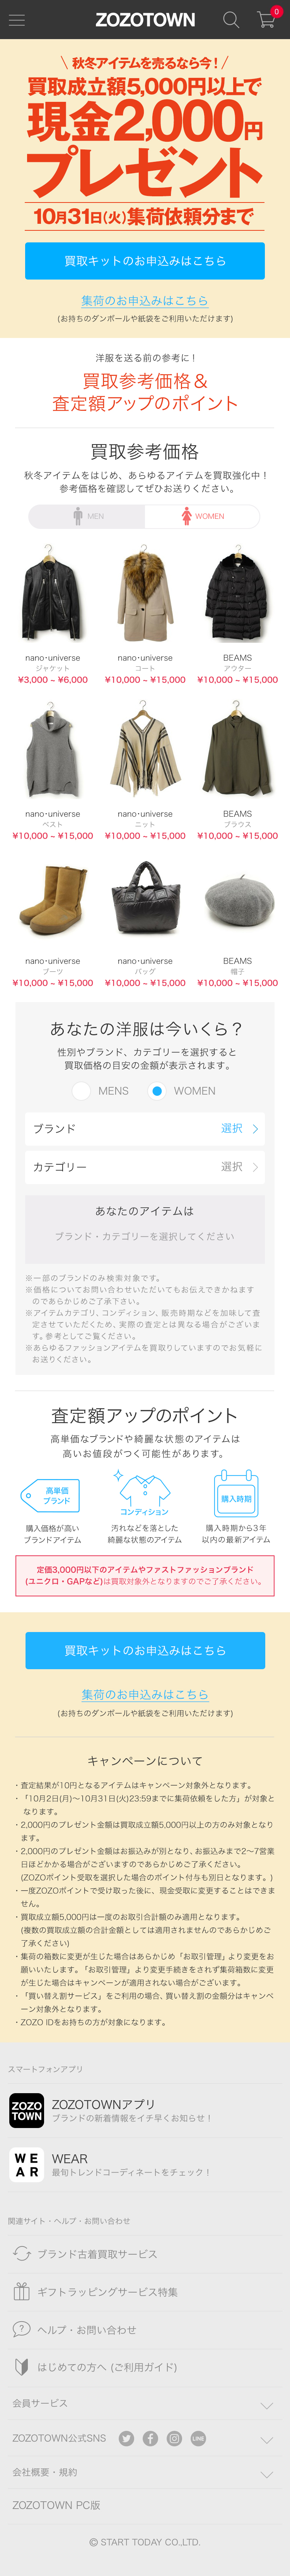 ZOZOTOWN
0
秋冬アイテムを売るなら今！
買取成立額5,000円以上で
現金2,000円
プレゼント
10月31日(火)集荷依頼分まで
買取キットのお申込みはこちら
集荷のお申込みはこちら
(お持ちのダンボールや紙袋をご利用いただけます)
洋服を送る前の参考に！
買取参考価格＆
査定額アップのポイント
買取参考価格
秋冬アイテムをはじめ、あらゆるアイテムを買取強化中！
参考価格を確認してぜひお送りください。
MEN
WOMEN
nano･universe
ジャケット
¥3,000 ~ ¥6,000
nano･universe
コート
¥10,000 ~ ¥15,000
BEAMS
アウター
¥10,000 ~ ¥15,000
nano･universe
ベスト
¥10,000 ~ ¥15,000
nano･universe
ニット
¥10,000 ~ ¥15,000
BEAMS
ブラウス
¥10,000 ~ ¥15,000
nano･universe
ブーツ
¥10,000 ~ ¥15,000
nano･universe
バッグ
¥10,000 ~ ¥15,000
BEAMS
帽子
¥10,000 ~ ¥15,000
あなたの洋服は今いくら？
性別やブランド、カテゴリーを選択すると
買取価格の目安の金額が表示されます。
MENS
WOMEN
ブランド
選択
カテゴリー
選択
あなたのアイテムは
ブランド・カテゴリーを選択してください
※一部のブランドのみ検索対象です。
※価格についてお問い合わせいただいてもお伝えできかねます
のであらかじめご了承下さい。
※アイテムカテゴリ、コンディション、販売時期などを加味して査
定させていただくため、実際の査定とは異なる場合がございま
す。参考としてご覧ください。
※あらゆるファッションアイテムを買取りしていますのでお気軽に
お送りください。
査定額アップのポイント
高単価なブランドや綺麗な状態のアイテムは
高いお値段がつく可能性があります。
高単価
ブランド
購入価格が高い
ブランドアイテム
コンディション
汚れなどを落とした
綺麗な状態のアイテム
購入時期
購入時期から3年
以内の最新アイテム
定価3,000円以下のアイテムやファストファッションブランド
(ユニクロ・GAPなど)は買取対象外となりますのでご了承ください。
買取キットのお申込みはこちら
集荷のお申込みはこちら
(お持ちのダンボールや紙袋をご利用いただけます)
キャンペーンについて
・査定結果が10円となるアイテムはキャンペーン対象外となります。
・「10月2日(月)〜10月31日(火)23:59までに集荷依頼をした方」が対象と
なります。
・2,000円のプレゼント金額は買取成立額5,000円以上の方のみ対象となり
ます。
・2,000円のプレゼント金額はお振込みが別となり、お振込みまで2〜7営業
日ほどかかる場合がございますのであらかじめご了承ください。
(ZOZOポイント受取を選択した場合のポイント付与も別日となります。)
・一度ZOZOポイントで受け取った後に、現金受取に変更することはできま
せん。
・買取成立額5,000円は一度のお取引合計額のみ適用となります。
(複数の買取成立額の合計金額としては適用されませんのであらかじめご
了承ください)
・集荷の箱数に変更が生じた場合はあらかじめ「お取引管理」より変更をお
願いいたします。「お取引管理」より変更手続きをされず集荷箱数に変更
が生じた場合はキャンペーンが適用されない場合がございます。
・「買い替え割サービス」をご利用の場合、買い替え割の金額分はキャンペ
ーン対象外となります。
・ZOZO IDをお持ちの方が対象になります。
スマートフォンアプリ
ZOZO
TOWN
ZOZOTOWNアプリ
ブランドの新着情報をイチ早くお知らせ！
WE
AR
WEAR
最旬トレンドコーディネートをチェック！
関連サイト・ヘルプ・お問い合わせ
ブランド古着買取サービス
ギフトラッピングサービス特集
ヘルプ・お問い合わせ
はじめての方へ (ご利用ガイド)
会員サービス
ZOZOTOWN公式SNS
LINE
会社概要・規約
ZOZOTOWN PC版
© START TODAY CO.,LTD.